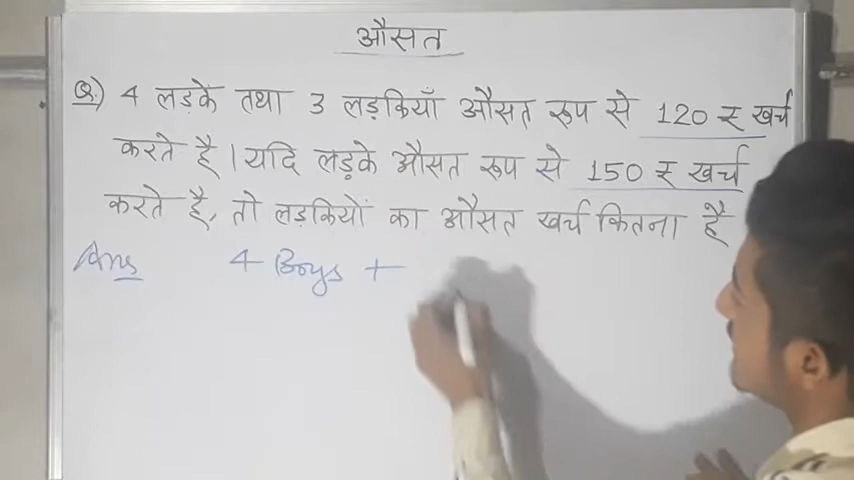 औसत
Q.) 4 लड़के तथा 3 लड़कियाँ औसत रूप से 120 ₹ खर्च
करते है । यदि लड़के औसत रूप से 150 ₹ खर्च
करते है, तो लड़कियों का औसत खर्च कितना है
Ans 4 Boys +